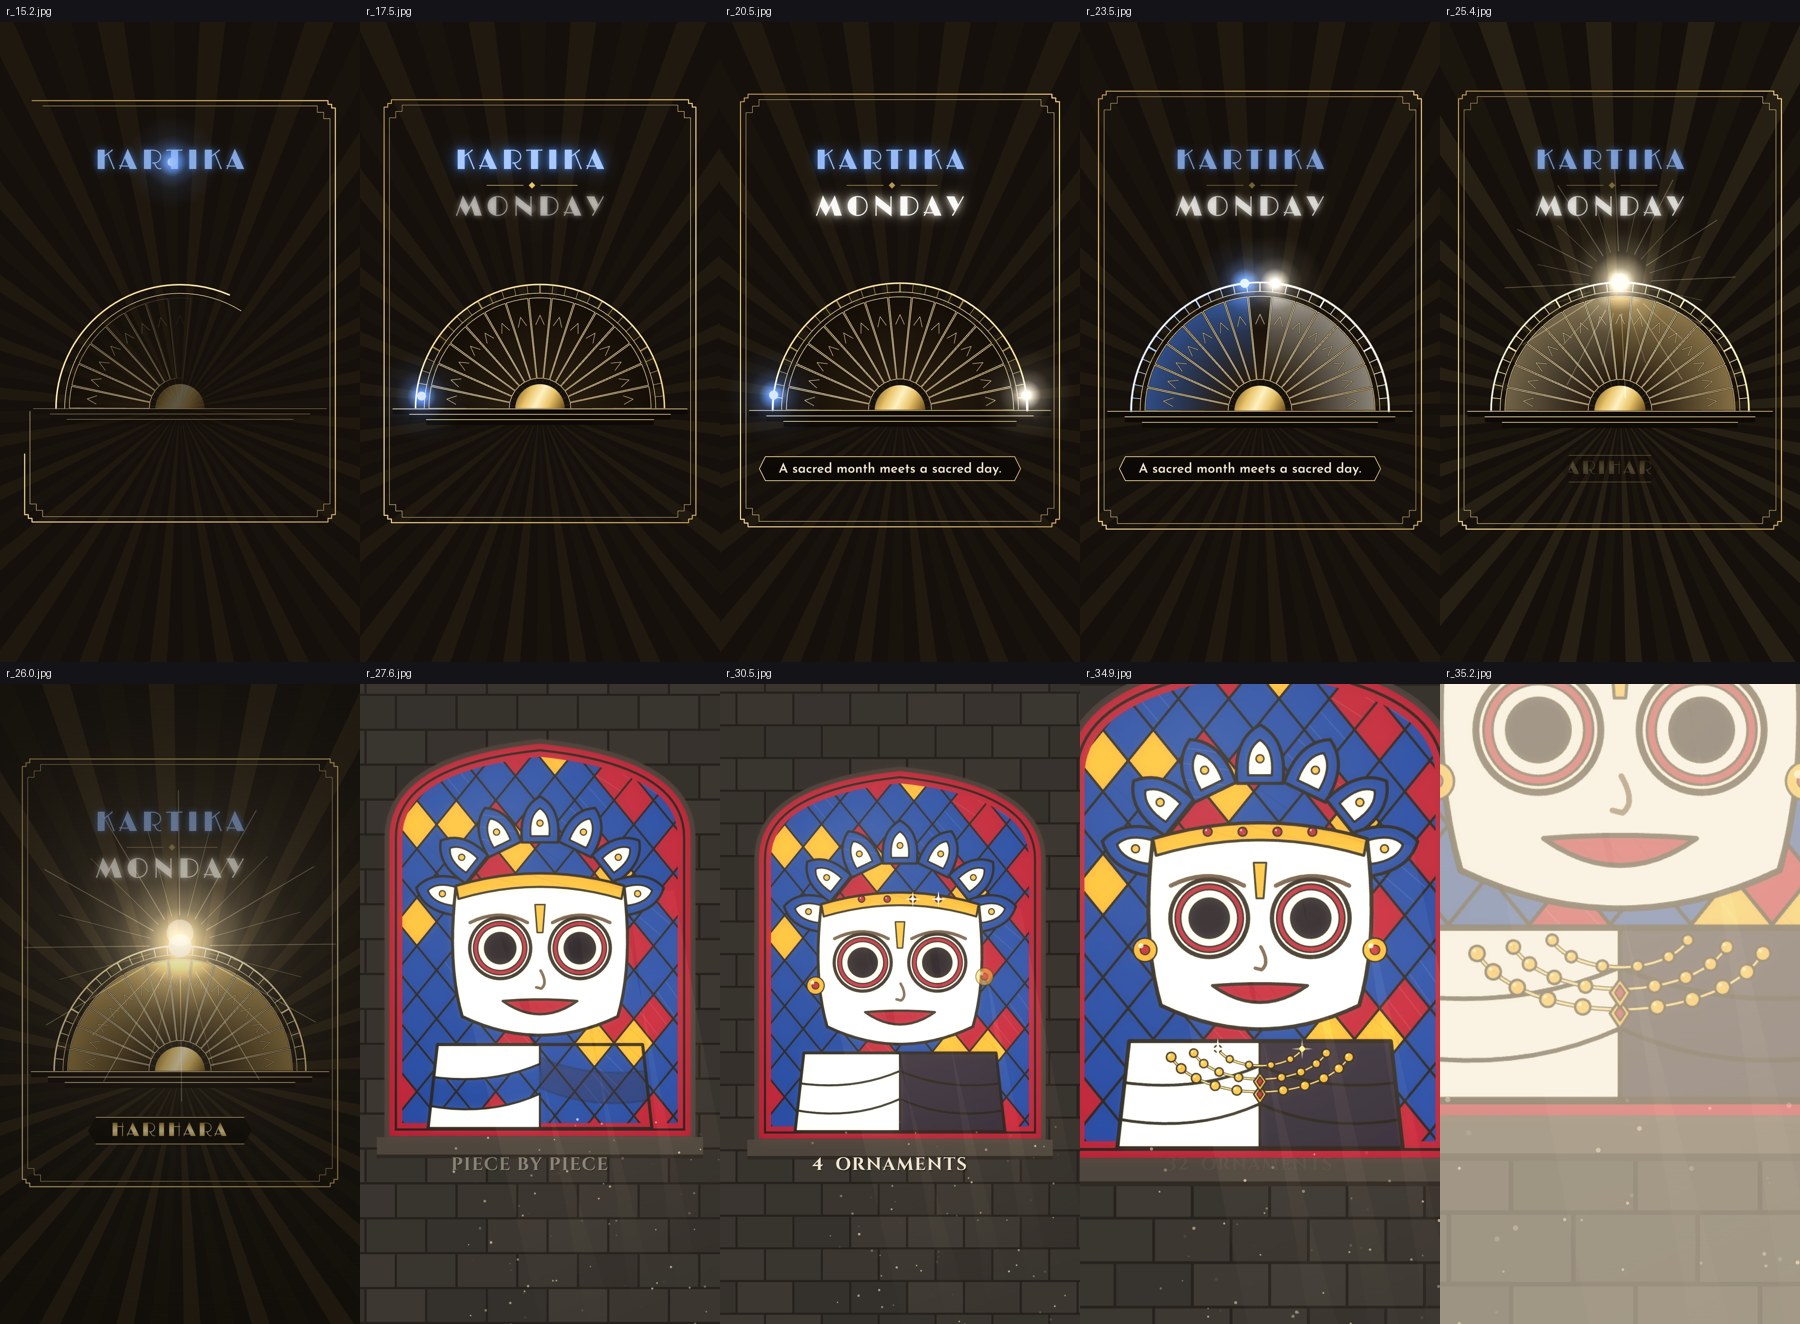 r_15.2.jpg
r_17.5.jpg
r_20.5.jpg
r_23.5.jpg
r_25.4.jpg
KARTIKA
KARTIKA
KARTIKA
KARTIKA
KARTIKA
MONDAY
MONDAY
MONDAY
MONDAY
A sacred month meets a sacred day.
A sacred month meets a sacred day.
ARIHAR
r_26.0.jpg
r_27.6.jpg
r_30.5.jpg
r_34.9.jpg
r_35.2.jpg
KARTIKA
MONDAY
HARIHARA
PIECE BY PIECE
4 ORNAMENTS
32 ORNAMENTS